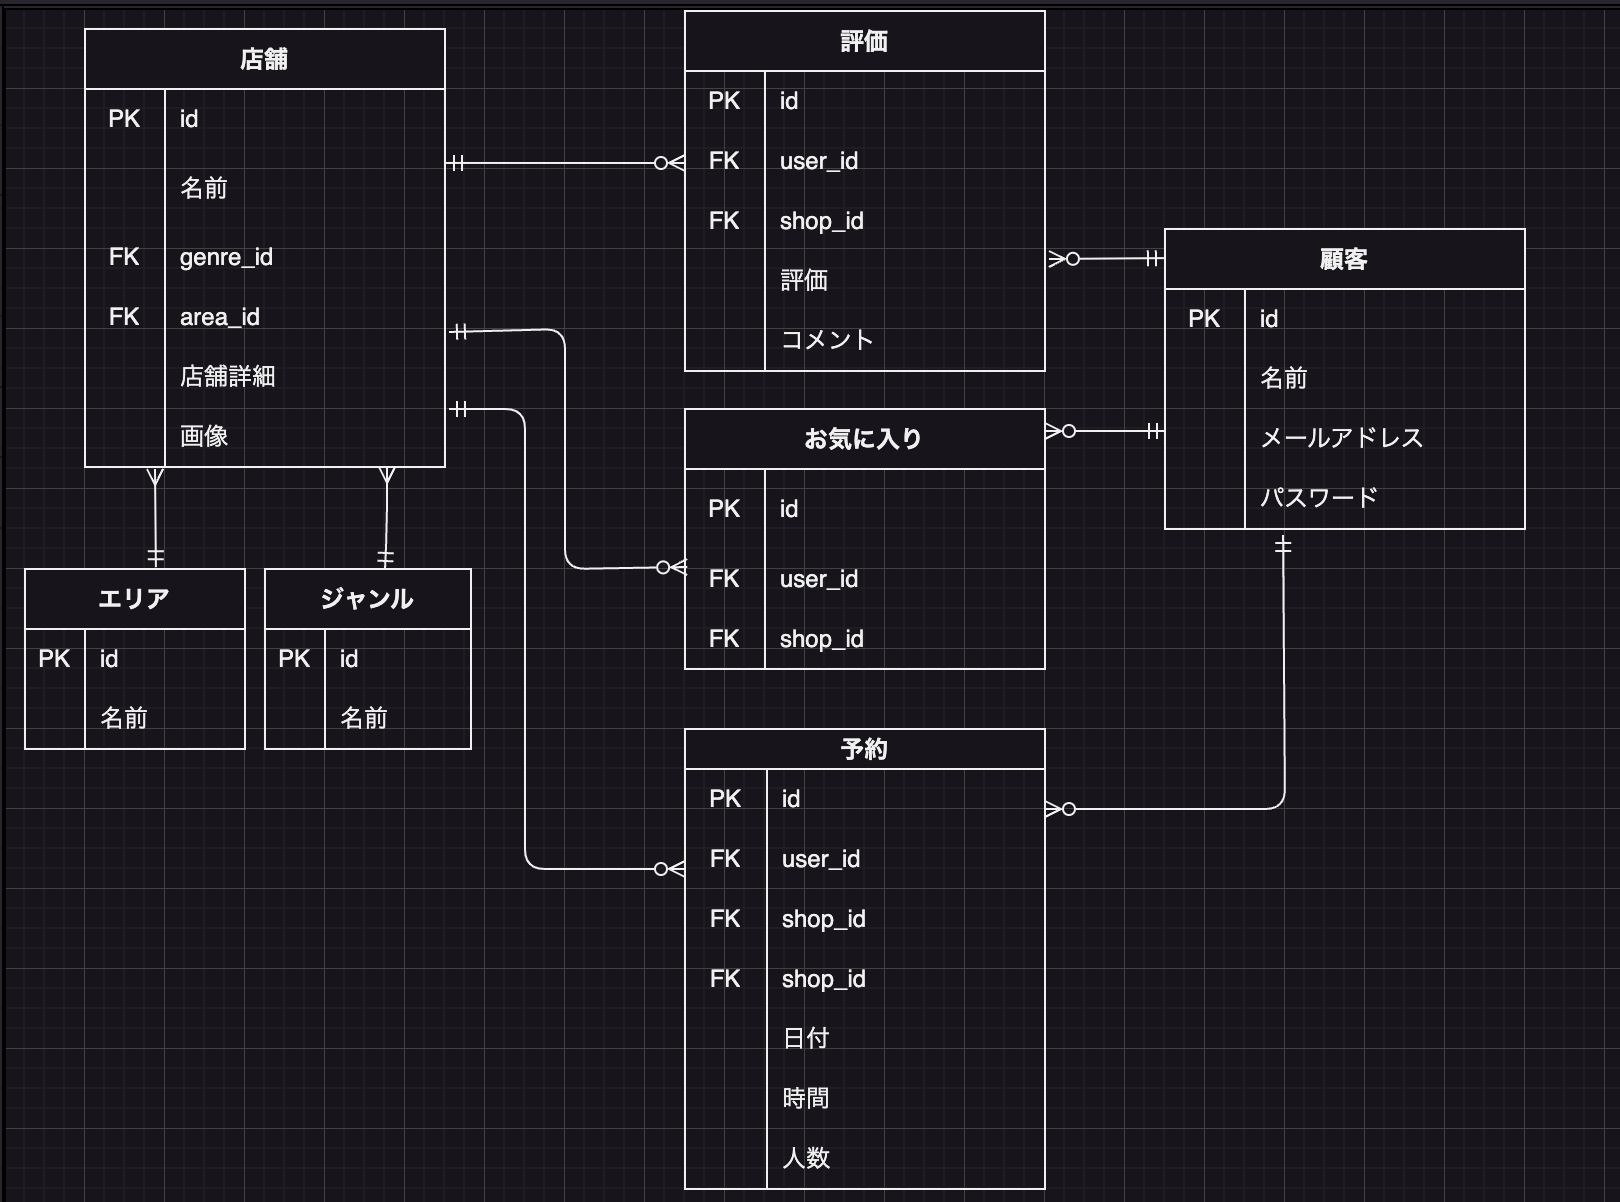 店舗
PK id
名前
FK genre_id
FK area_id
店舗詳細
画像
エリア
PK id
名前
ジャンル
PK id
名前
評価
PK id
FK user_id
FK shop_id
評価
コメント
お気に入り
PK id
FK user_id
FK shop_id
予約
PK id
FK user_id
FK shop_id
FK shop_id
日付
時間
人数
顧客
PK id
名前
メールアドレス
パスワード